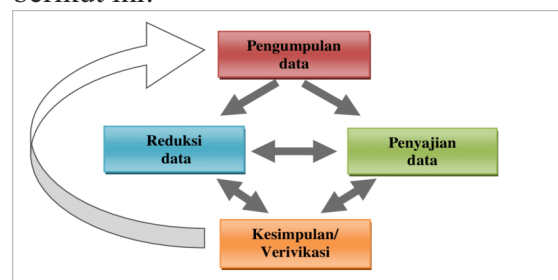 berikut ini:
Pengumpulan
data
Reduksi
data
Penyajian
data
Kesimpulan/
Verivikasi